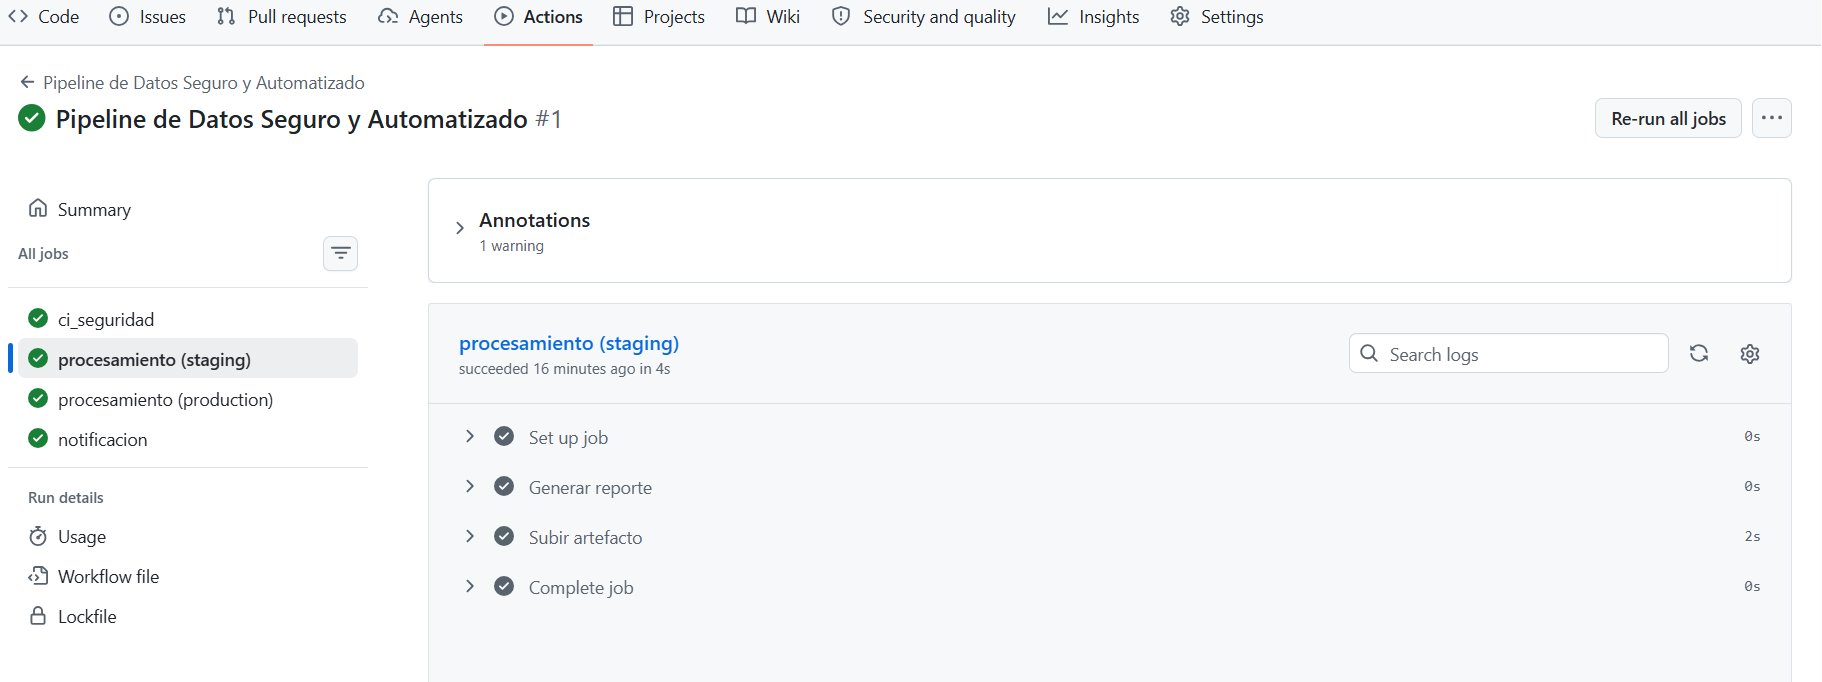 Code Issues Pull requests Agents Actions Projects Wiki Security and quality Insights Settings
Pipeline de Datos Seguro y Automatizado
Pipeline de Datos Seguro y Automatizado #1
Re-run all jobs
Summary
All jobs
ci_seguridad
procesamiento (staging)
procesamiento (production)
notificacion
Run details
Usage
Workflow file
Lockfile
Annotations
1 warning
procesamiento (staging)
succeeded 16 minutes ago in 4s
Search logs
Set up job 0s
Generar reporte 0s
Subir artefacto 2s
Complete job 0s